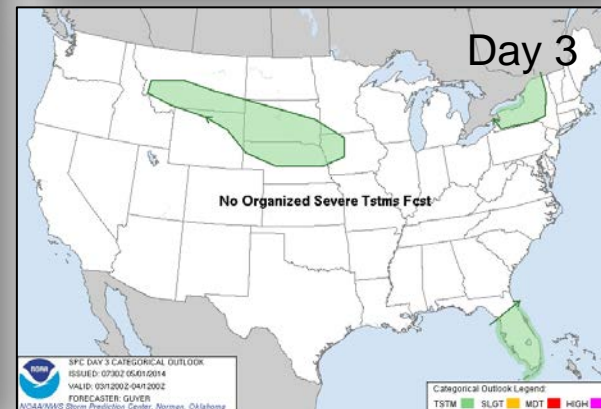 Day 3
No Organized Severe Tstms Fcst
NOAA
SPC DAY 3 CATEGORICAL OUTLOOK
ISSUED: 0730Z 05/01/2014
VALID: 03/1200Z-04/1200Z
FORECASTER: GUYER
NOAA/NWS Storm Prediction Center, Norman, Oklahoma
Categorical Outlook Legend:
TSTM SLGT MDT HIGH